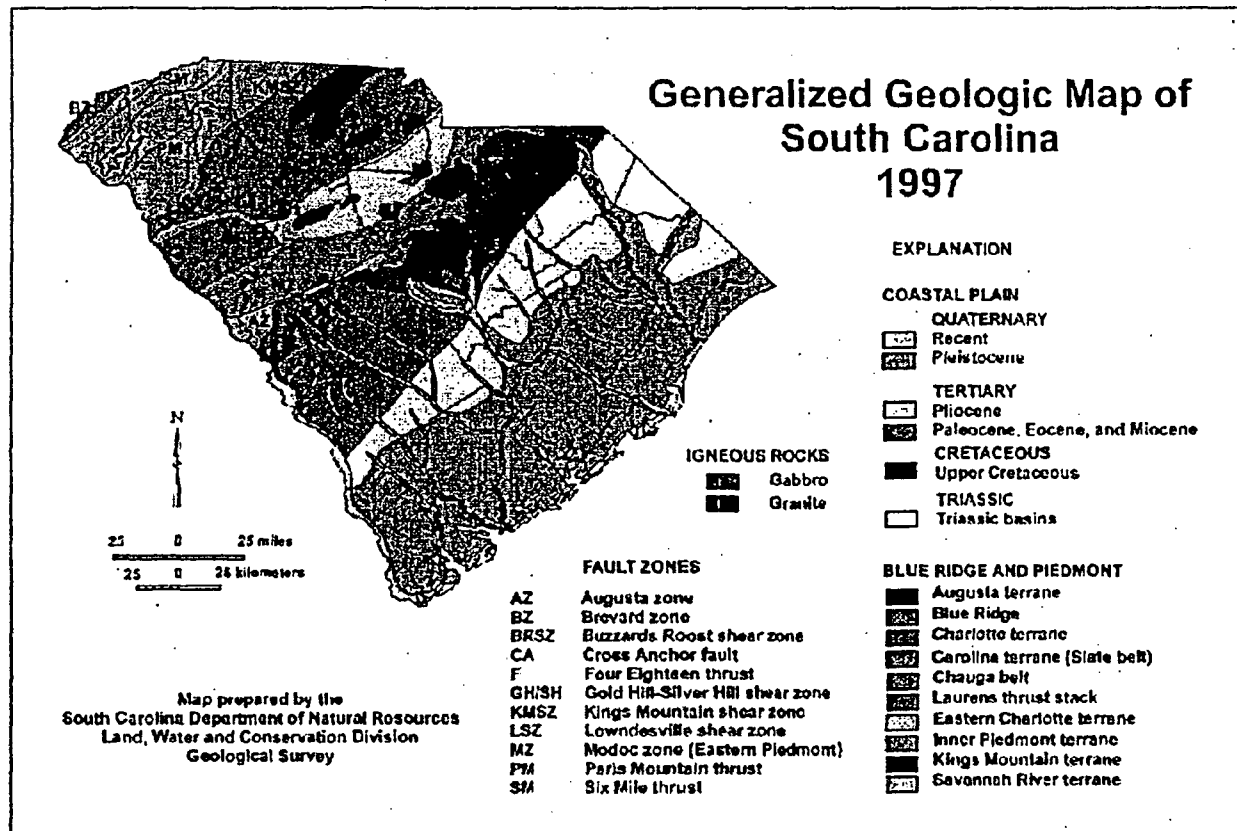 Generalized Geologic Map of
South Carolina
1997
EXPLANATION
COASTAL PLAIN
QUATERNARY
Recent
Pleistocene
TERTIARY
Pliocene
Paleocene, Eocene, and Miocene
CRETACEOUS
Upper Cretaceous
TRIASSIC
Triassic basins
IGNEOUS ROCKS
Gabbro
Granite
BZ
AZ
N
25 0 25 miles
25 0 25 kilometers
FAULT ZONES
AZ Augusta zone
BZ Brevard zone
BRSZ Buzzards Roost shear zone
CA Cross Anchor fault
F Four Eighteen thrust
GH/SH Gold Hill-Silver Hill shear zone
KMSZ Kings Mountain shear zone
LSZ Lowndesville shear zone
MZ Modoc zone (Eastern Piedmont)
PM Paris Mountain thrust
SM Six Mile thrust
BLUE RIDGE AND PIEDMONT
Augusta terrane
Blue Ridge
Charlotte terrane
Carolina terrane (Slate belt)
Chauga belt
Laurens thrust stack
Eastern Charlotte terrane
Inner Piedmont terrane
Kings Mountain terrane
Savannah River terrane
Map prepared by the
South Carolina Department of Natural Resources
Land, Water and Conservation Division
Geological Survey